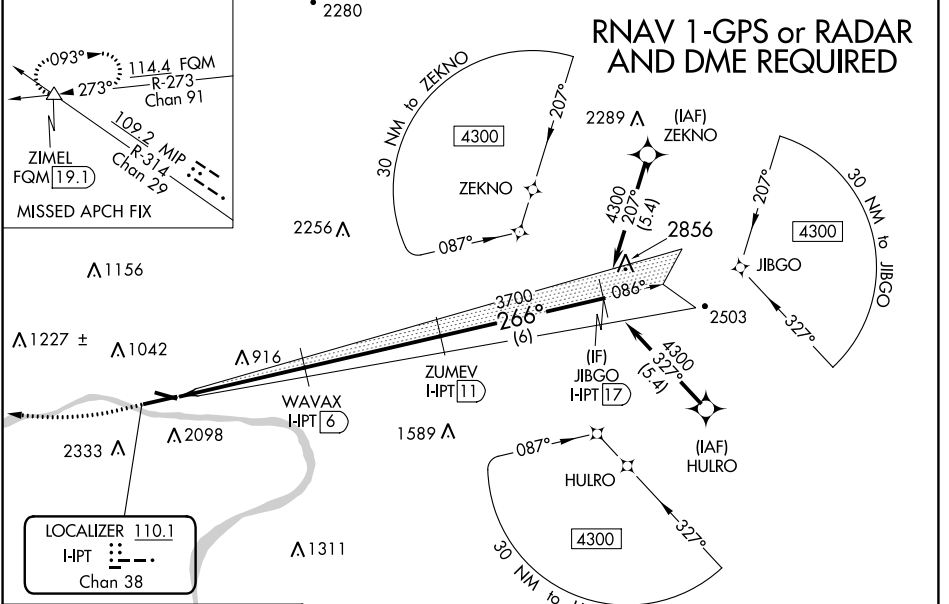 2280
RNAV 1-GPS or RADAR
AND DME REQUIRED
093°
273°
114.4 FQM
R-273
Chan 91
109.2 MIP
R-314
Chan 29
ZIMEL
FQM 19.1
MISSED APCH FIX
30 NM to ZEKNO
4300
207°
ZEKNO
087°
2289
(IAF)
ZEKNO
4300
207°
(5.4)
2856
207°
30 NM to JIBGO
4300
JIBGO
327°
2256
1156
1227 ±
1042
916
3700
266°
(6)
086°
2503
WAVAX
I-IPT 6
ZUMEV
I-IPT 11
(IF)
JIBGO
I-IPT 17
4300
327°
(5.4)
(IAF)
HULRO
2333
2098
1589
087°
HULRO
327°
4300
30 NM to
LOCALIZER 110.1
I-IPT
Chan 38
1311